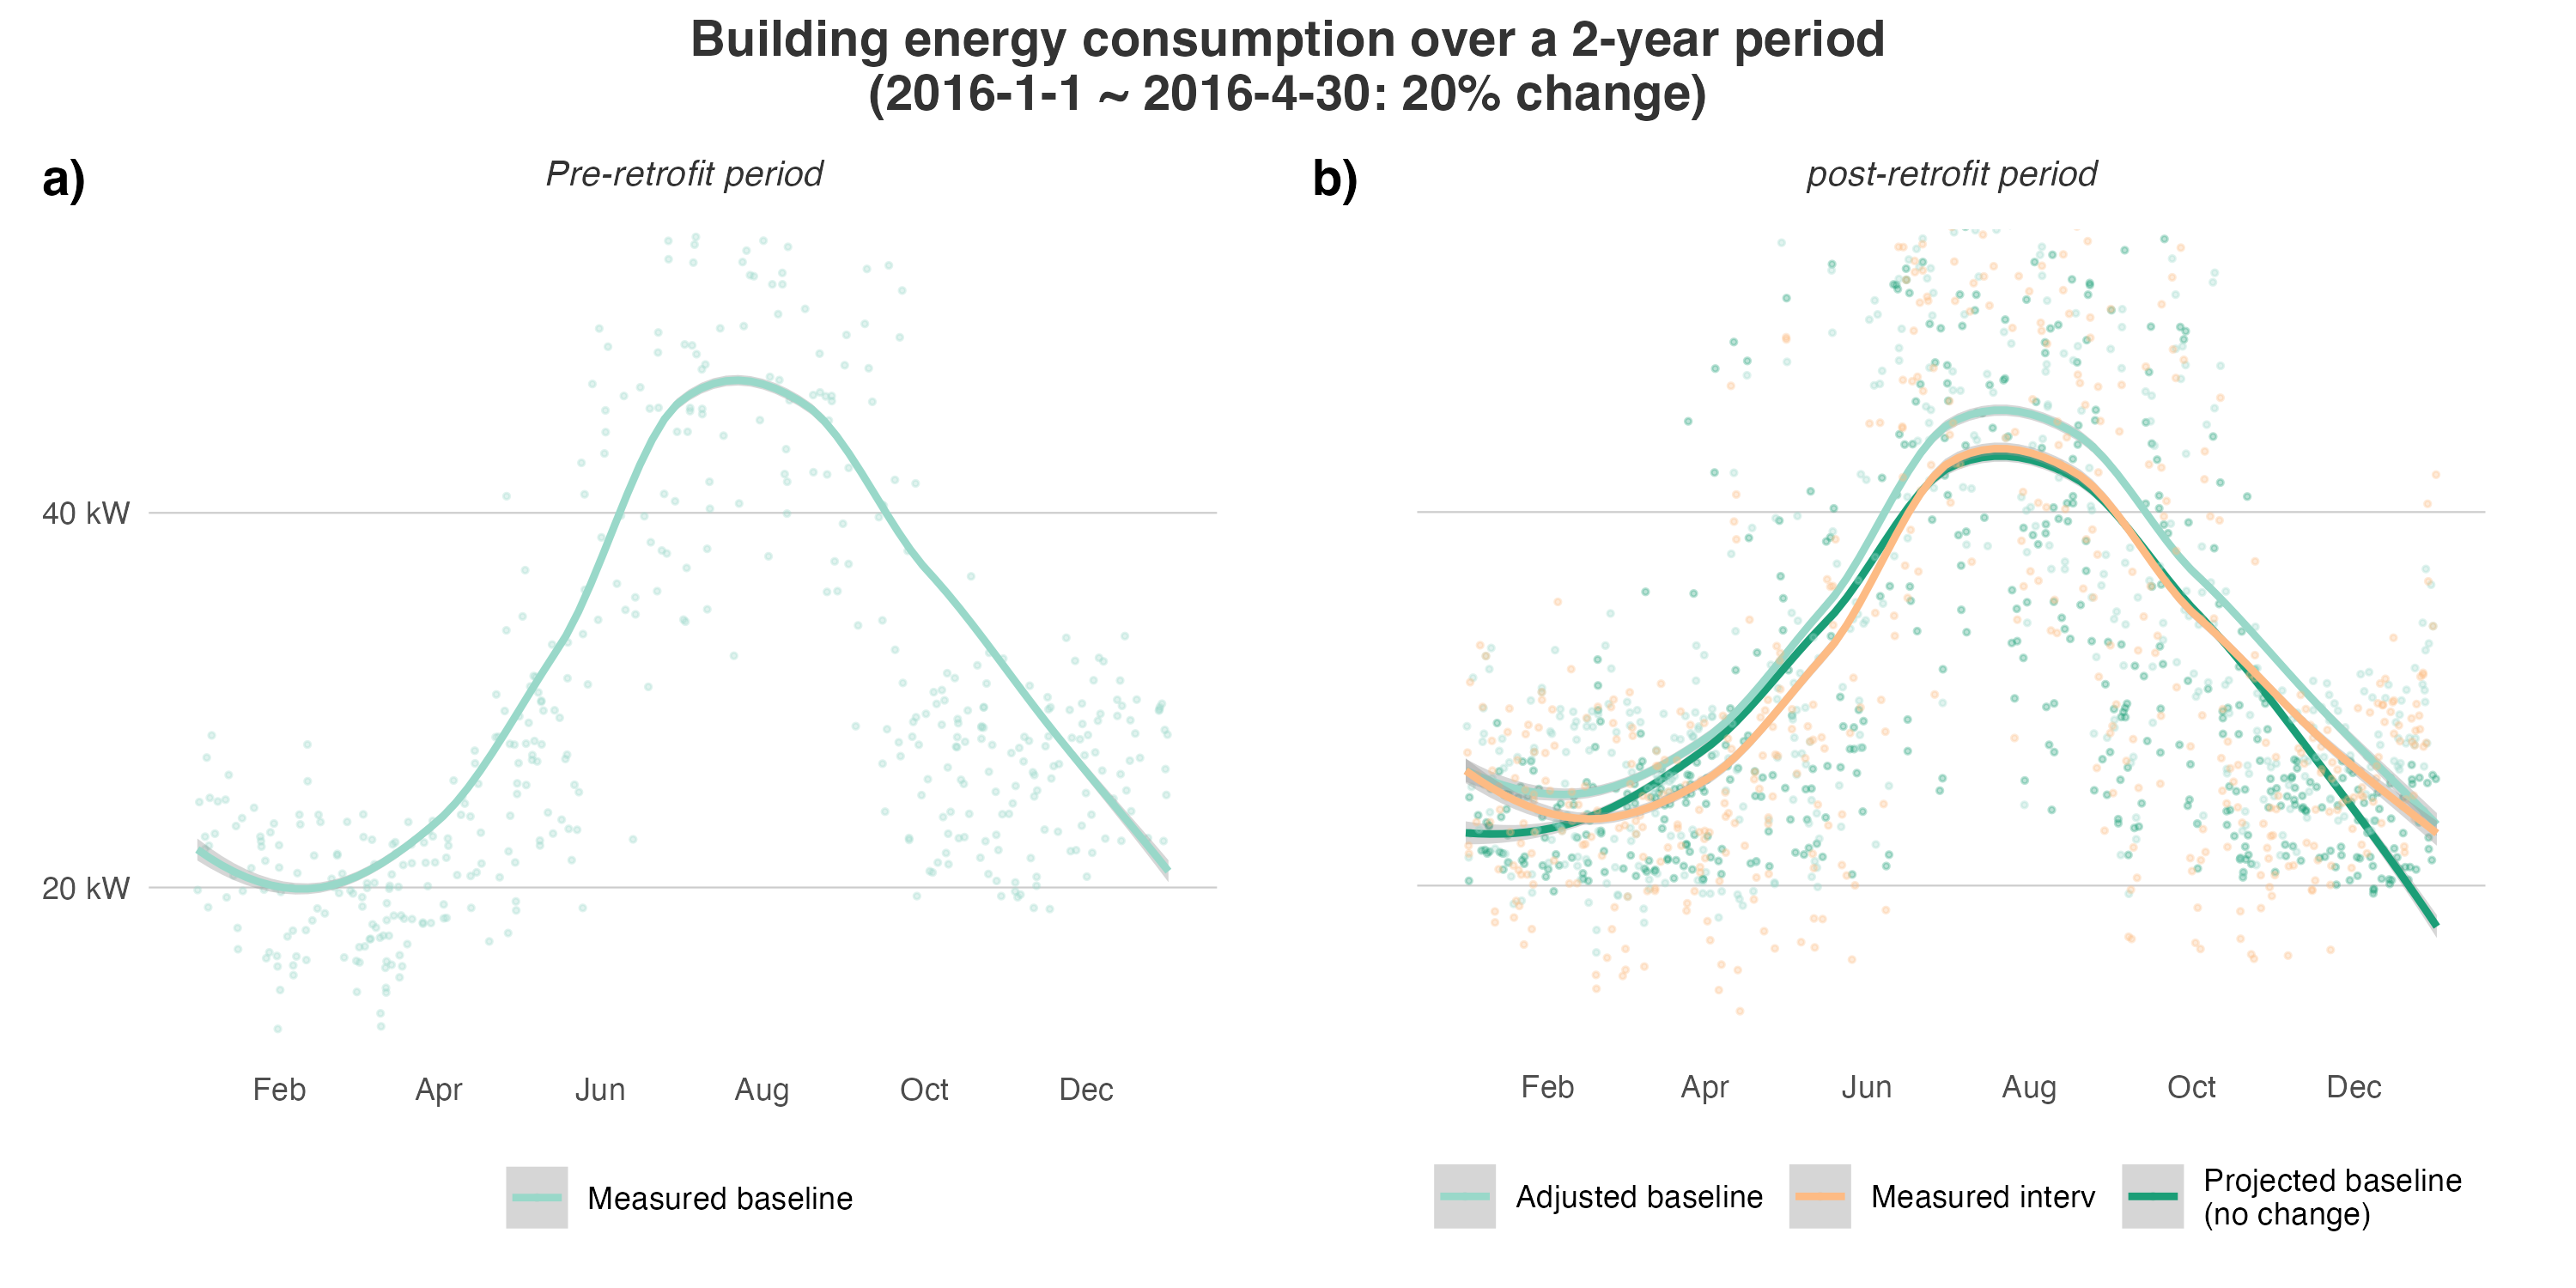 Building energy consumption over a 2-year period
(2016-1-1 ~ 2016-4-30: 20% change)
a)
Pre-retrofit period
40 kW
20 kW
Feb Apr Jun Aug Oct Dec
Measured baseline
b)
post-retrofit period
Feb Apr Jun Aug Oct Dec
Adjusted baseline
Measured interv
Projected baseline
(no change)